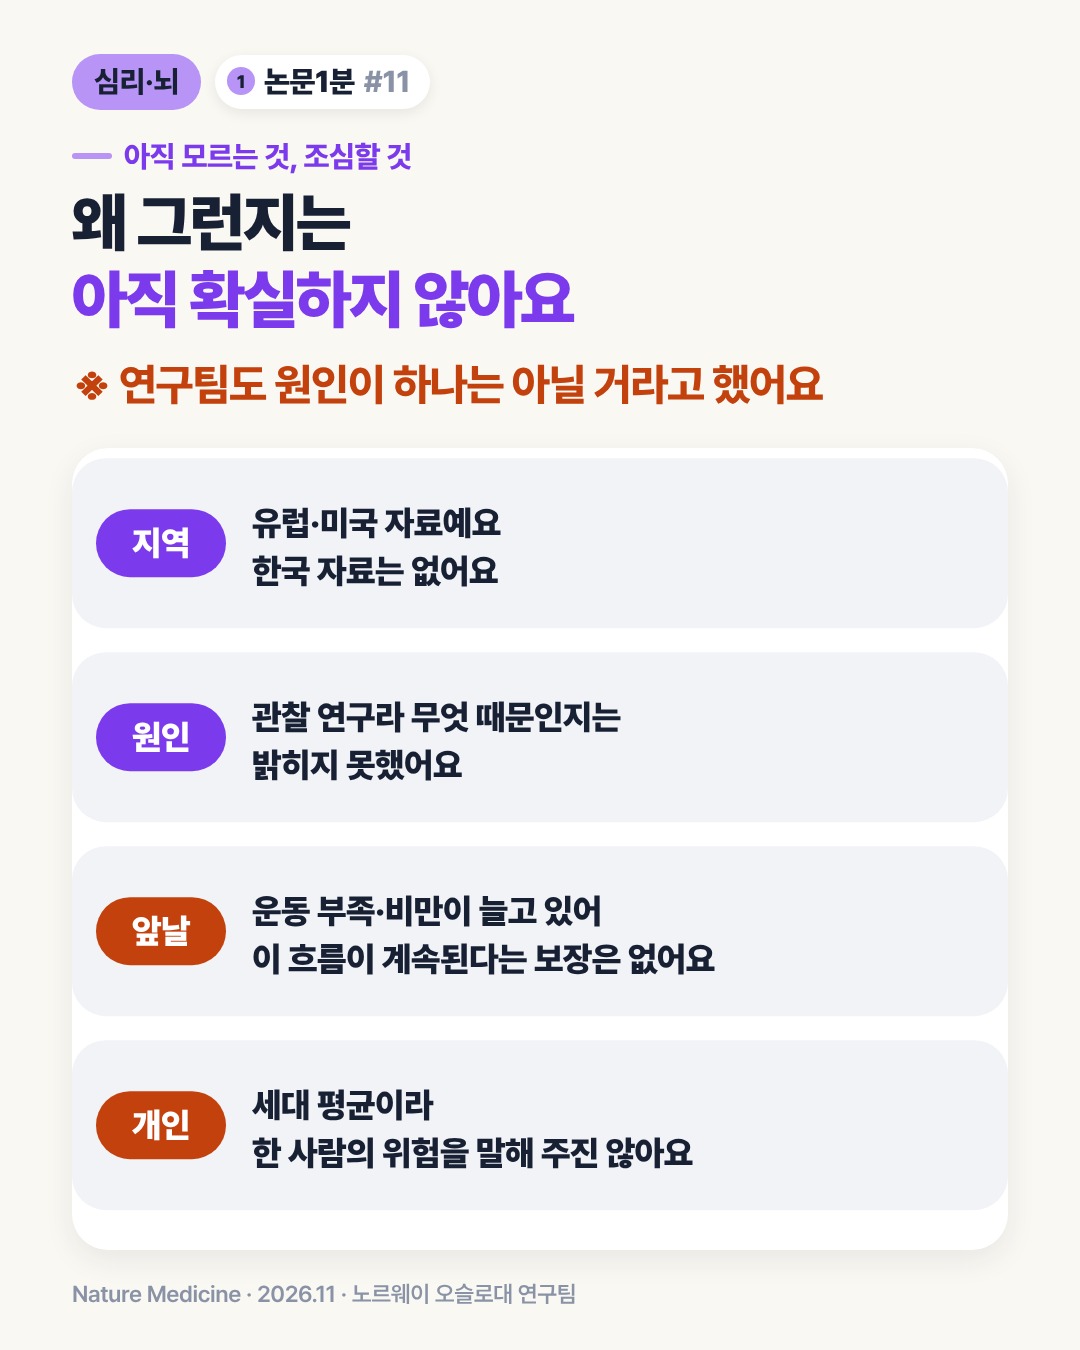 심리·뇌
1 논문1분 #11
아직 모르는 것, 조심할 것
왜 그런지는
아직 확실하지 않아요
※ 연구팀도 원인이 하나는 아닐 거라고 했어요
지역
유럽·미국 자료예요
한국 자료는 없어요
원인
관찰 연구라 무엇 때문인지는
밝히지 못했어요
앞날
운동 부족·비만이 늘고 있어
이 흐름이 계속된다는 보장은 없어요
개인
세대 평균이라
한 사람의 위험을 말해 주진 않아요
Nature Medicine · 2026.11 · 노르웨이 오슬로대 연구팀